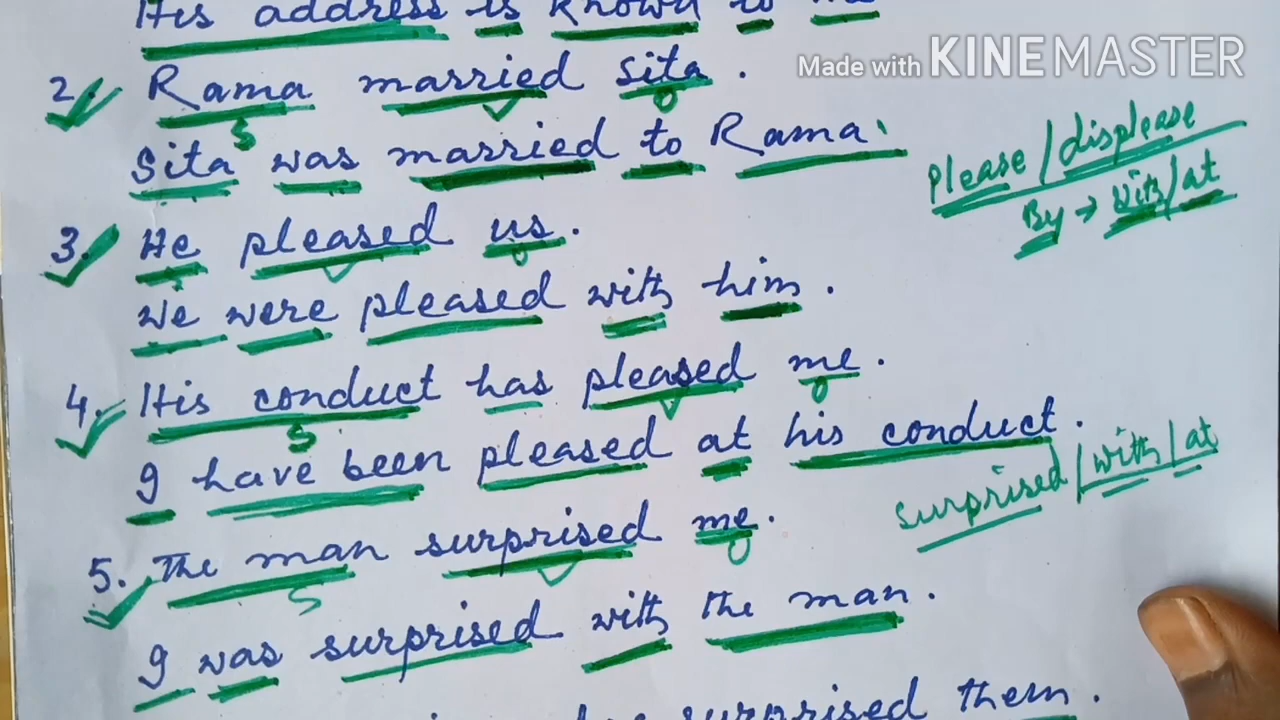 His address is known to me
Made with KINEMASTER
2. Rama married Sita.
Sita was married to Rama.
Please / displease
By → with / at
3. He pleased us.
We were pleased with him.
4. His conduct has pleased me.
I have been pleased at his conduct.
surprised / with / at
5. The man surprised me.
I was surprised with the man.
surprised them.